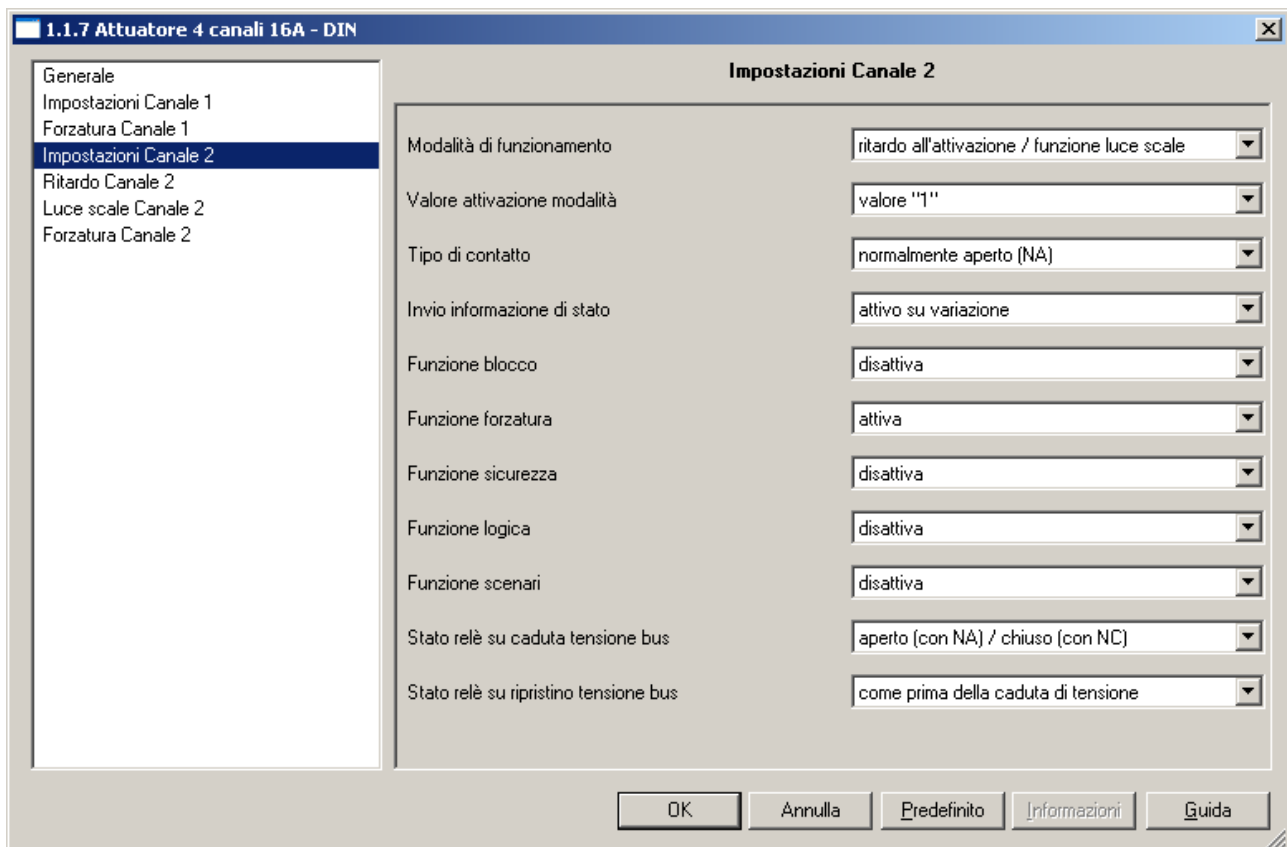 1.1.7 Attuatore 4 canali 16A - DIN
Generale
Impostazioni Canale 1
Forzatura Canale 1
Impostazioni Canale 2
Ritardo Canale 2
Luce scale Canale 2
Forzatura Canale 2
Impostazioni Canale 2
Modalità di funzionamento ritardo all'attivazione / funzione luce scale
Valore attivazione modalità valore "1"
Tipo di contatto normalmente aperto (NA)
Invio informazione di stato attivo su variazione
Funzione blocco disattiva
Funzione forzatura attiva
Funzione sicurezza disattiva
Funzione logica disattiva
Funzione scenari disattiva
Stato relè su caduta tensione bus aperto (con NA) / chiuso (con NC)
Stato relè su ripristino tensione bus come prima della caduta di tensione
OK Annulla Predefinito Informazioni Guida